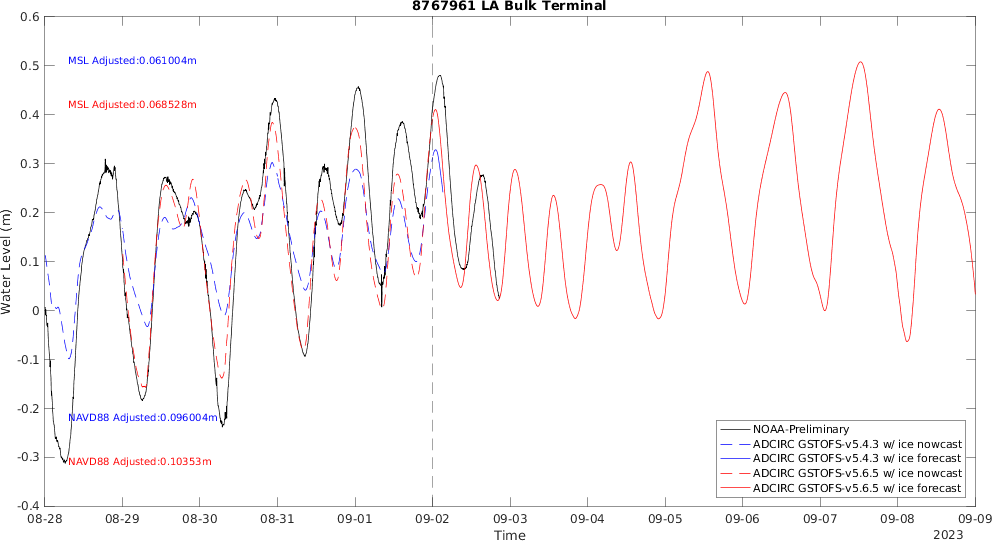 8767961 LA Bulk Terminal
0.6
0.5
0.4
0.3
0.2
0.1
0
-0.1
-0.2
-0.3
-0.4
Water Level (m)
MSL Adjusted:0.061004m
MSL Adjusted:0.068528m
NAVD88 Adjusted:0.096004m
NAVD88 Adjusted:0.10353m
NOAA-Preliminary
ADCIRC GSTOFS-v5.4.3 w/ ice nowcast
ADCIRC GSTOFS-v5.4.3 w/ ice forecast
ADCIRC GSTOFS-v5.6.5 w/ ice nowcast
ADCIRC GSTOFS-v5.6.5 w/ ice forecast
08-28 08-29 08-30 08-31 09-01 09-02 09-03 09-04 09-05 09-06 09-07 09-08 09-09
Time
2023